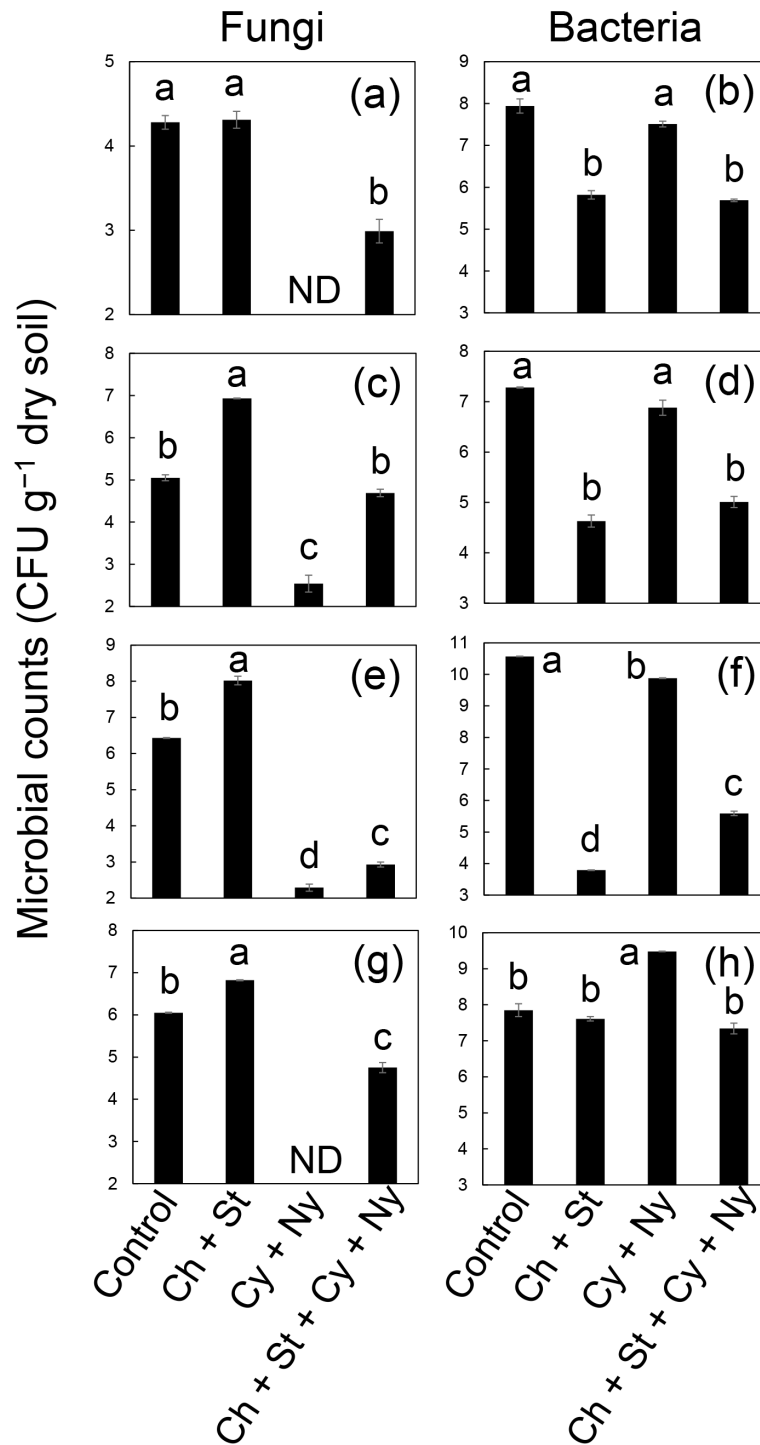 Fungi
Bacteria
Microbial counts (CFU g⁻¹ dry soil)
5
4
3
2
a
a
ND
b
(a)
9
8
7
6
5
4
3
a
b
a
b
(b)
8
7
6
5
4
3
2
b
a
c
b
(c)
8
7
6
5
4
3
a
b
a
b
(d)
9
8
7
6
5
4
3
2
b
a
d
c
(e)
11
10
9
8
7
6
5
4
3
a
d
b
c
(f)
8
7
6
5
4
3
2
b
a
ND
c
(g)
10
9
8
7
6
5
4
3
b
b
a
b
(h)
Control
Ch + St
Cy + Ny
Ch + St + Cy + Ny
Control
Ch + St
Cy + Ny
Ch + St + Cy + Ny